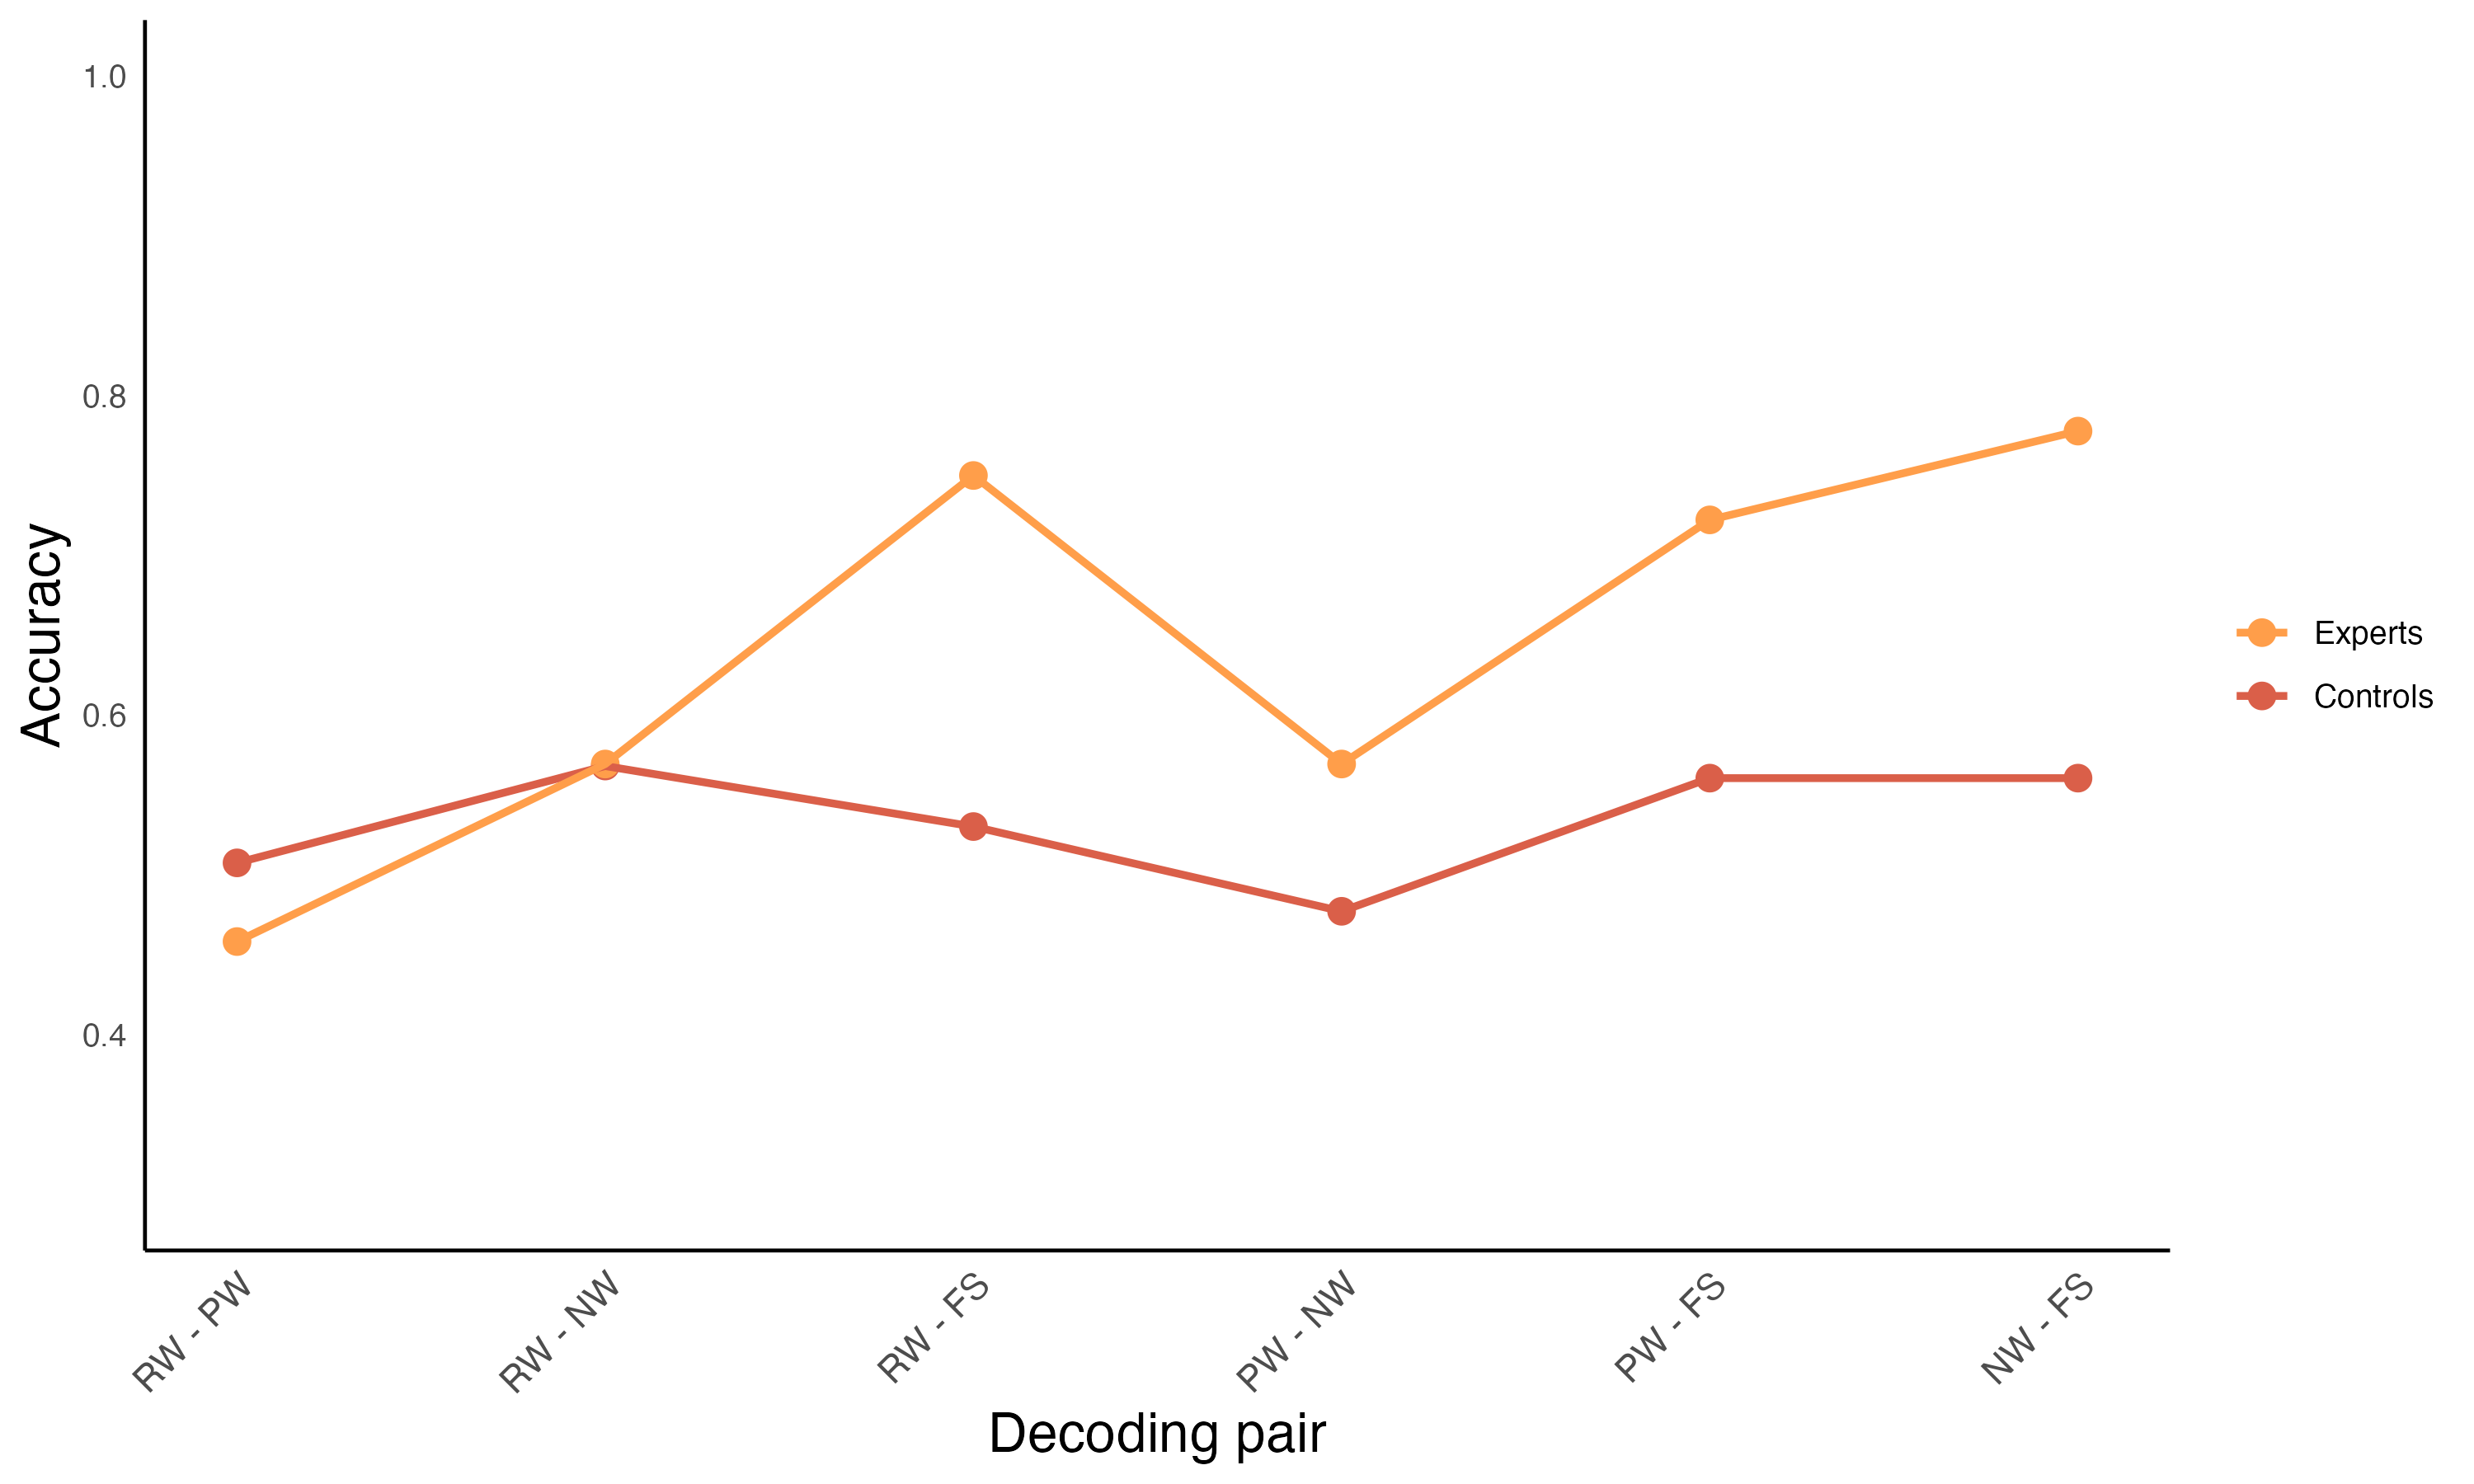 1.0
0.8
0.6
0.4
Accuracy
RW - PW
RW - NW
RW - FS
PW - NW
PW - FS
NW - FS
Decoding pair
Experts
Controls